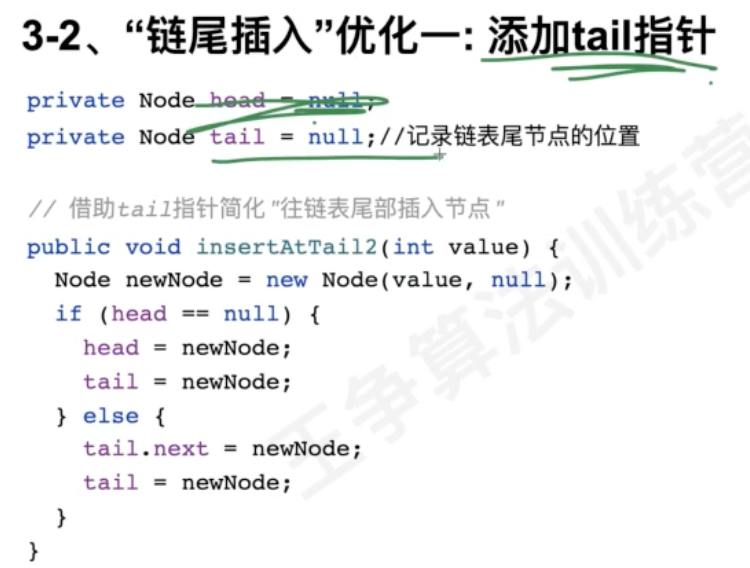 3-2、“链尾插入”优化一: 添加tail指针
private Node head = null;
private Node tail = null;//记录链表尾节点的位置
// 借助tail指针简化"往链表尾部插入节点"
public void insertAtTail2(int value) {
Node newNode = new Node(value, null);
if (head == null) {
head = newNode;
tail = newNode;
} else {
tail.next = newNode;
tail = newNode;
}
}
王争算法训练营